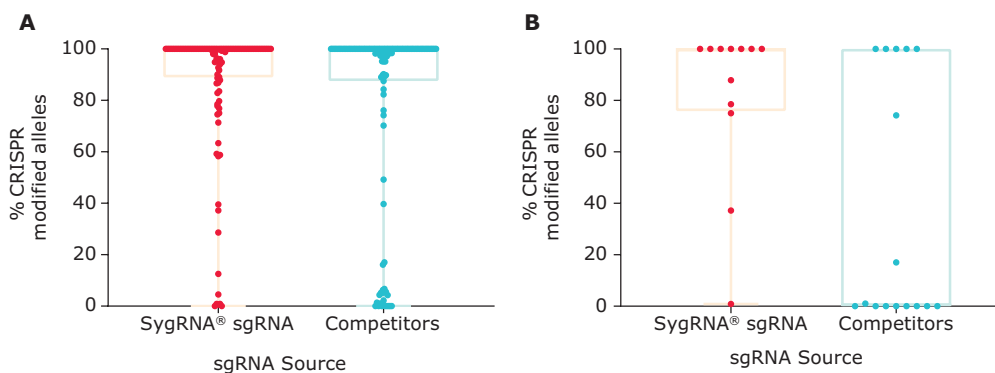 A
% CRISPR
modified alleles
100
80
60
40
20
0
SygRNA® sgRNA
Competitors
sgRNA Source
B
% CRISPR
modified alleles
100
80
60
40
20
0
SygRNA® sgRNA
Competitors
sgRNA Source